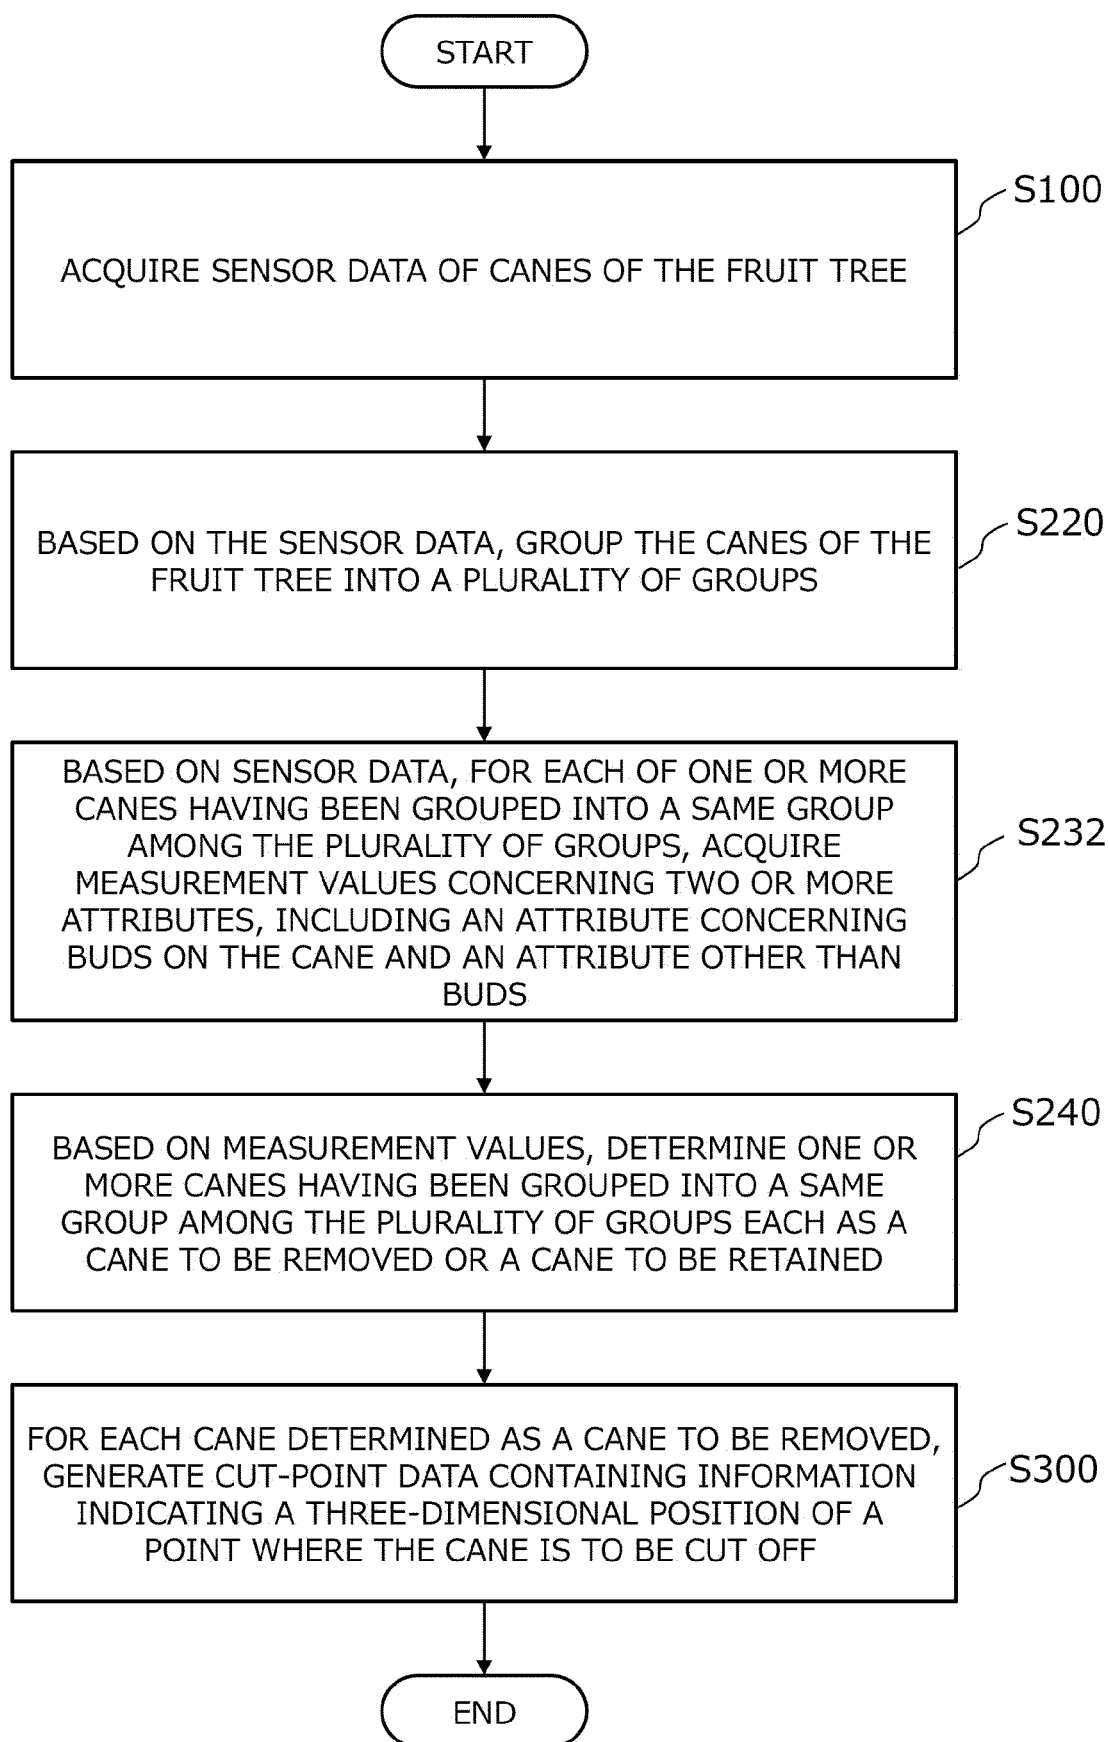 START
S100
ACQUIRE SENSOR DATA OF CANES OF THE FRUIT TREE
S220
BASED ON THE SENSOR DATA, GROUP THE CANES OF THE
FRUIT TREE INTO A PLURALITY OF GROUPS
BASED ON SENSOR DATA, FOR EACH OF ONE OR MORE
CANES HAVING BEEN GROUPED INTO A SAME GROUP
AMONG THE PLURALITY OF GROUPS, ACQUIRE
MEASUREMENT VALUES CONCERNING TWO OR MORE
ATTRIBUTES, INCLUDING AN ATTRIBUTE CONCERNING
BUDS ON THE CANE AND AN ATTRIBUTE OTHER THAN
BUDS
S232
S240
BASED ON MEASUREMENT VALUES, DETERMINE ONE OR
MORE CANES HAVING BEEN GROUPED INTO A SAME
GROUP AMONG THE PLURALITY OF GROUPS EACH AS A
CANE TO BE REMOVED OR A CANE TO BE RETAINED
FOR EACH CANE DETERMINED AS A CANE TO BE REMOVED,
GENERATE CUT-POINT DATA CONTAINING INFORMATION
INDICATING A THREE-DIMENSIONAL POSITION OF A
POINT WHERE THE CANE IS TO BE CUT OFF
S300
END